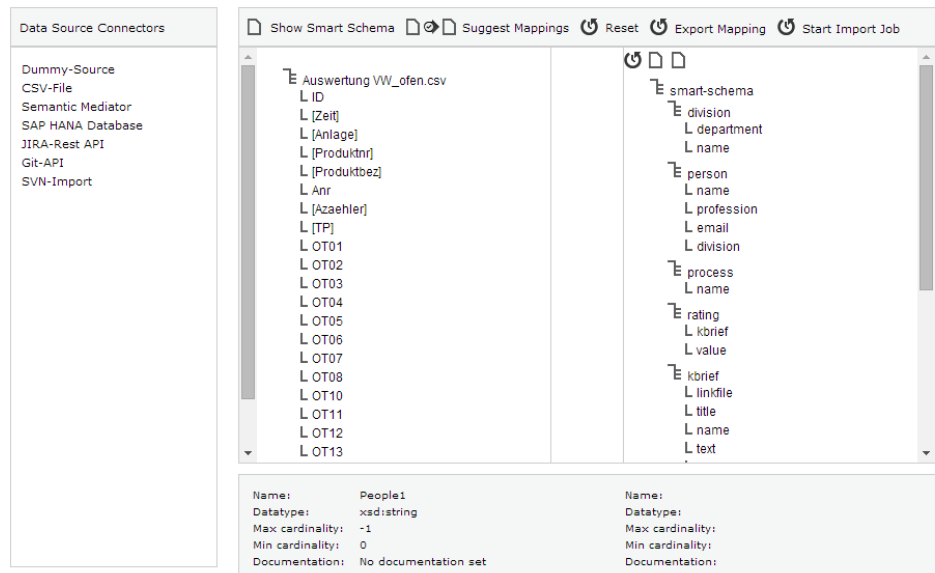 Data Source Connectors
Dummy-Source
CSV-File
Semantic Mediator
SAP HANA Database
JIRA-Rest API
Git-API
SVN-Import
Show Smart Schema Suggest Mappings Reset Export Mapping Start Import Job
Auswertung VW_ofen.csv
ID
[Zeit]
[Anlage]
[Produktnr]
[Produktbez]
Anr
[Azaehler]
[TP]
OT01
OT02
OT03
OT04
OT05
OT06
OT07
OT08
OT10
OT11
OT12
OT13
smart-schema
division
department
name
person
name
profession
email
division
process
name
rating
kbrief
value
kbrief
linkfile
title
name
text
Name: People1
Datatype: xsd:string
Max cardinality: -1
Min cardinality: 0
Documentation: No documentation set
Name:
Datatype:
Max cardinality:
Min cardinality:
Documentation: